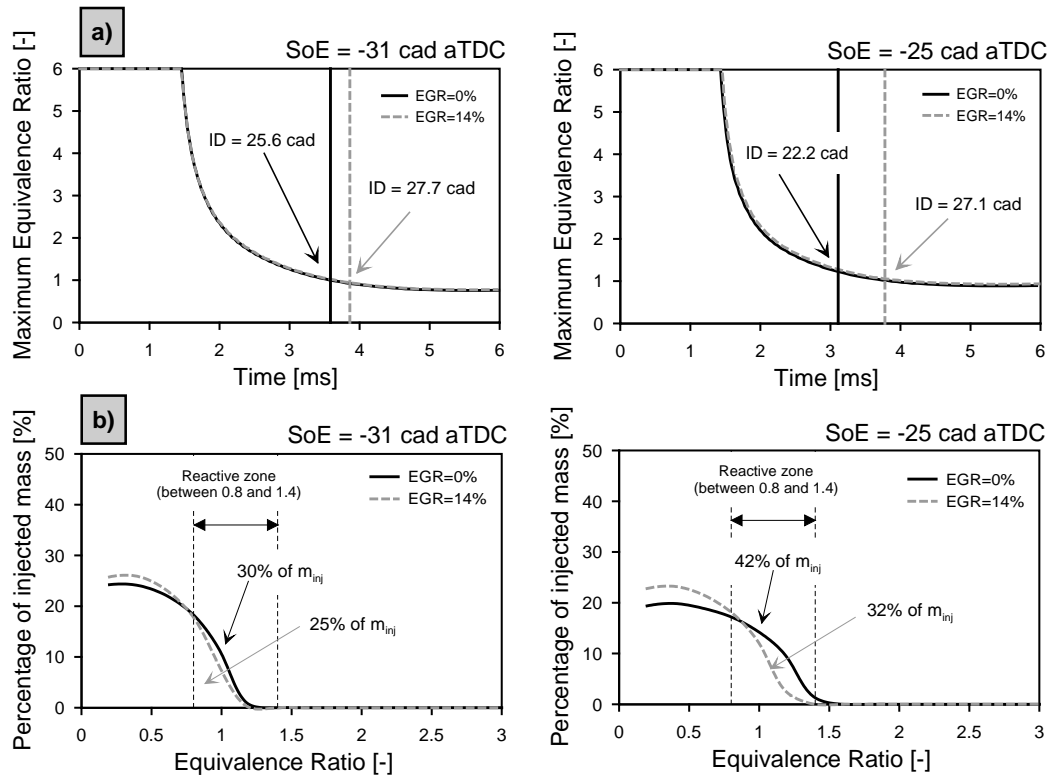 a)
SoE = -31 cad aTDC
Maximum Equivalence Ratio [-]
6
5
4
3
2
1
0
EGR=0%
EGR=14%
ID = 25.6 cad
ID = 27.7 cad
0 1 2 3 4 5 6
Time [ms]
SoE = -25 cad aTDC
Maximum Equivalence Ratio [-]
6
5
4
3
2
1
0
EGR=0%
EGR=14%
ID = 22.2 cad
ID = 27.1 cad
0 1 2 3 4 5 6
Time [ms]
b)
SoE = -31 cad aTDC
Percentage of injected mass [%]
50
40
30
20
10
0
Reactive zone
(between 0.8 and 1.4)
EGR=0%
EGR=14%
30% of minj
25% of minj
0 0.5 1 1.5 2 2.5 3
Equivalence Ratio [-]
SoE = -25 cad aTDC
Percentage of injected mass [%]
50
40
30
20
10
0
Reactive zone
(between 0.8 and 1.4)
EGR=0%
EGR=14%
42% of minj
32% of minj
0 0.5 1 1.5 2 2.5 3
Equivalence Ratio [-]